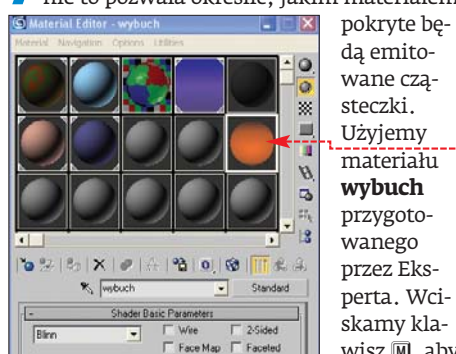 nie to pozwala określić, jakim materiałem
Material Editor - wybuch
Material Navigation Options Utilities
wybuch
Standard
Shader Basic Parameters
Blinn
Wire
2-Sided
Face Map
Faceted
pokryte bę-
dą emito-
wane czą-
steczki.
Użyjemy
materiału
wybuch
przygoto-
wanego
przez Eks-
perta. Wci-
skamy kla-
wisz M, aby